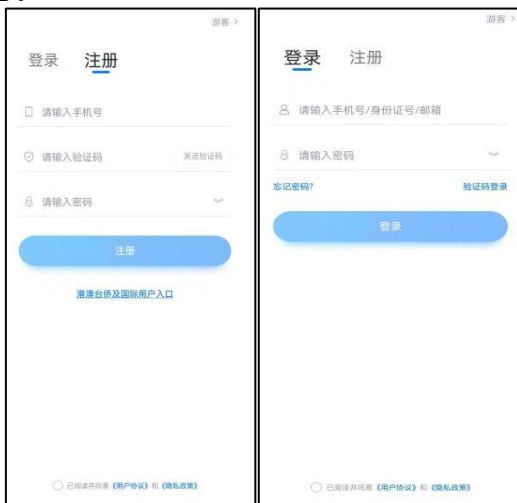 游客 >
登录 注册
请输入手机号
请输入验证码 发送验证码
请输入密码
注册
港澳台侨及国际用户入口
已阅读并同意《用户协议》和《隐私政策》
游客 >
登录 注册
请输入手机号/身份证号/邮箱
请输入密码
忘记密码? 验证码登录
登录
已阅读并同意《用户协议》和《隐私政策》